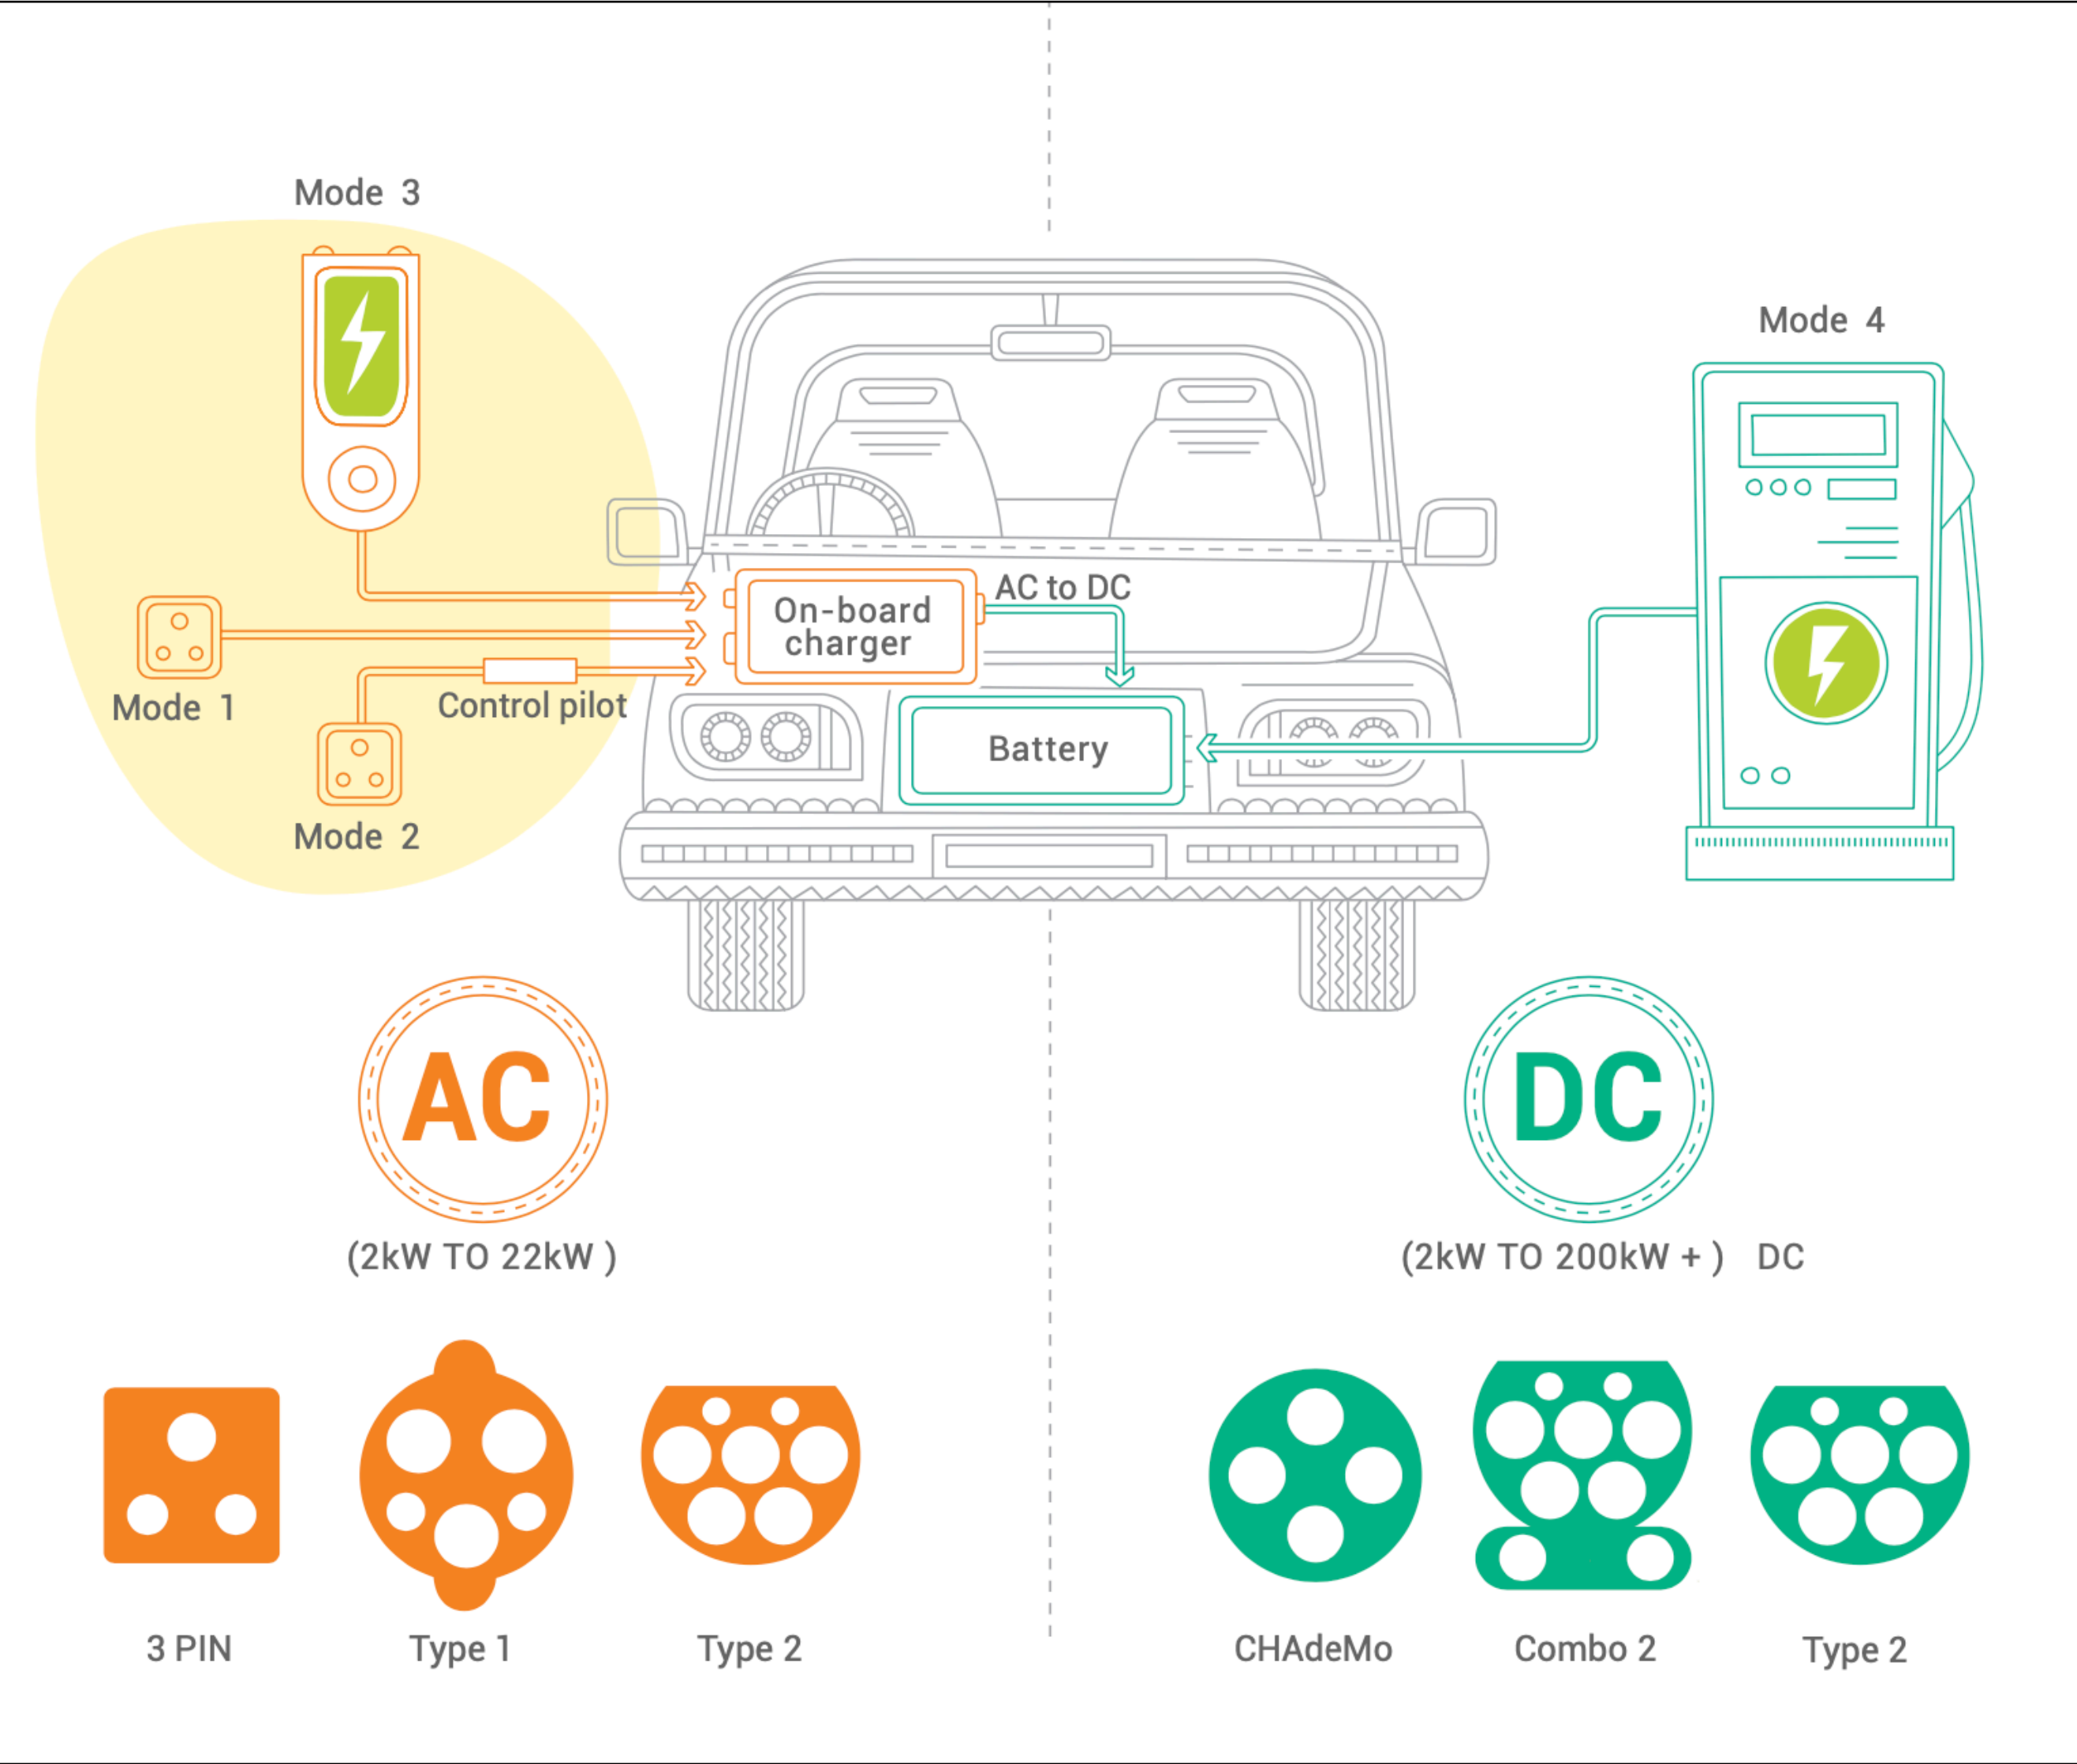 Mode 3
Mode 4
On-board
charger
AC to DC
Mode 1
Control pilot
Battery
Mode 2
AC
DC
(2kW TO 22kW )
(2kW TO 200kW + ) DC
3 PIN
Type 1
Type 2
CHAdeMo
Combo 2
Type 2